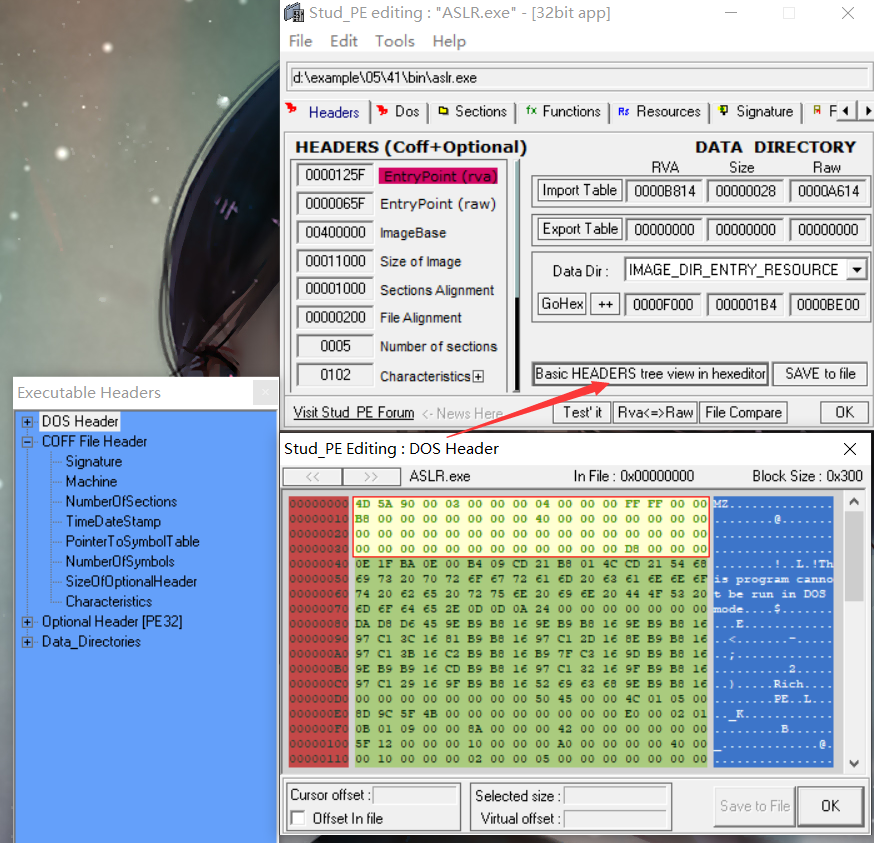 Stud_PE editing : "ASLR.exe" - [32bit app]
File Edit Tools Help
d:\example\05\41\bin\aslr.exe
Headers Dos Sections fx Functions Rs Resources Signature F
HEADERS (Coff+Optional)
0000125F EntryPoint (rva)
0000065F EntryPoint (raw)
00400000 ImageBase
00011000 Size of Image
00001000 Sections Alignment
00000200 File Alignment
0005 Number of sections
0102 Characteristics +
DATA DIRECTORY
RVA Size Raw
Import Table 0000B814 00000028 0000A614
Export Table 00000000 00000000 00000000
Data Dir : IMAGE_DIR_ENTRY_RESOURCE
GoHex ++ 0000F000 000001B4 0000BE00
Basic HEADERS tree view in hexeditor SAVE to file
Visit Stud_PE Forum <- News Here Test' it Rva<=>Raw File Compare OK
Executable Headers
DOS Header
COFF File Header
Signature
Machine
NumberOfSections
TimeDateStamp
PointerToSymbolTable
NumberOfSymbols
SizeOfOptionalHeader
Characteristics
Optional Header [PE32]
Data_Directories
Stud_PE Editing : DOS Header
<< >> ASLR.exe In File : 0x00000000 Block Size : 0x300
00000000 4D 5A 90 00 03 00 00 00 04 00 00 00 FF FF 00 00 MZ..............
00000010 B8 00 00 00 00 00 00 00 40 00 00 00 00 00 00 00 ........@.......
00000020 00 00 00 00 00 00 00 00 00 00 00 00 00 00 00 00 ................
00000030 00 00 00 00 00 00 00 00 00 00 00 00 D8 00 00 00 ................
00000040 0E 1F BA 0E 00 B4 09 CD 21 B8 01 4C CD 21 54 68 ........!..L.!Th
00000050 69 73 20 70 72 6F 67 72 61 6D 20 63 61 6E 6E 6F is program canno
00000060 74 20 62 65 20 72 75 6E 20 69 6E 20 44 4F 53 20 t be run in DOS
00000070 6D 6F 64 65 2E 0D 0D 0A 24 00 00 00 00 00 00 00 mode....$.......
00000080 DA D8 D6 45 9E B9 B8 16 9E B9 B8 16 9E B9 B8 16 ...E............
00000090 97 C1 3C 16 81 B9 B8 16 97 C1 2D 16 8E B9 B8 16 ..<.......-.....
000000A0 97 C1 3B 16 C2 B9 B8 16 B9 7F C3 16 9D B9 B8 16 ..;.............
000000B0 9E B9 B9 16 CD B9 B8 16 97 C1 32 16 9F B9 B8 16 ..........2.....
000000C0 97 C1 29 16 9F B9 B8 16 52 69 63 68 9E B9 B8 16 ..).....Rich....
000000D0 00 00 00 00 00 00 00 00 50 45 00 00 4C 01 05 00 ........PE..L...
000000E0 8D 9C 5F 4B 00 00 00 00 00 00 00 00 E0 00 02 01 .._K............
000000F0 0B 01 09 00 00 8A 00 00 00 42 00 00 00 00 00 00 .........B......
00000100 5F 12 00 00 00 10 00 00 00 A0 00 00 00 00 40 00 _.............@.
00000110 00 10 00 00 00 02 00 00 05 00 00 00 00 00 00 00 ................
Cursor offset : Selected size :
Offset In file Virtual offset : Save to File OK